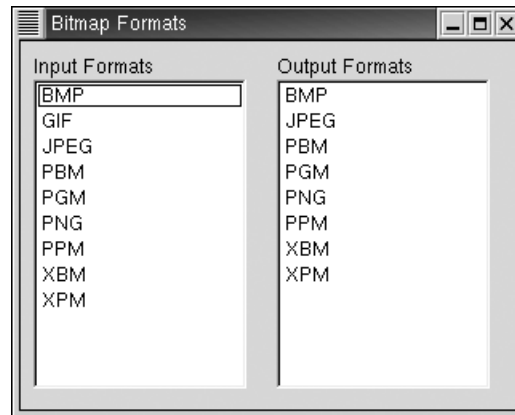 Bitmap Formats
Input Formats
BMP
GIF
JPEG
PBM
PGM
PNG
PPM
XBM
XPM
Output Formats
BMP
JPEG
PBM
PGM
PNG
PPM
XBM
XPM